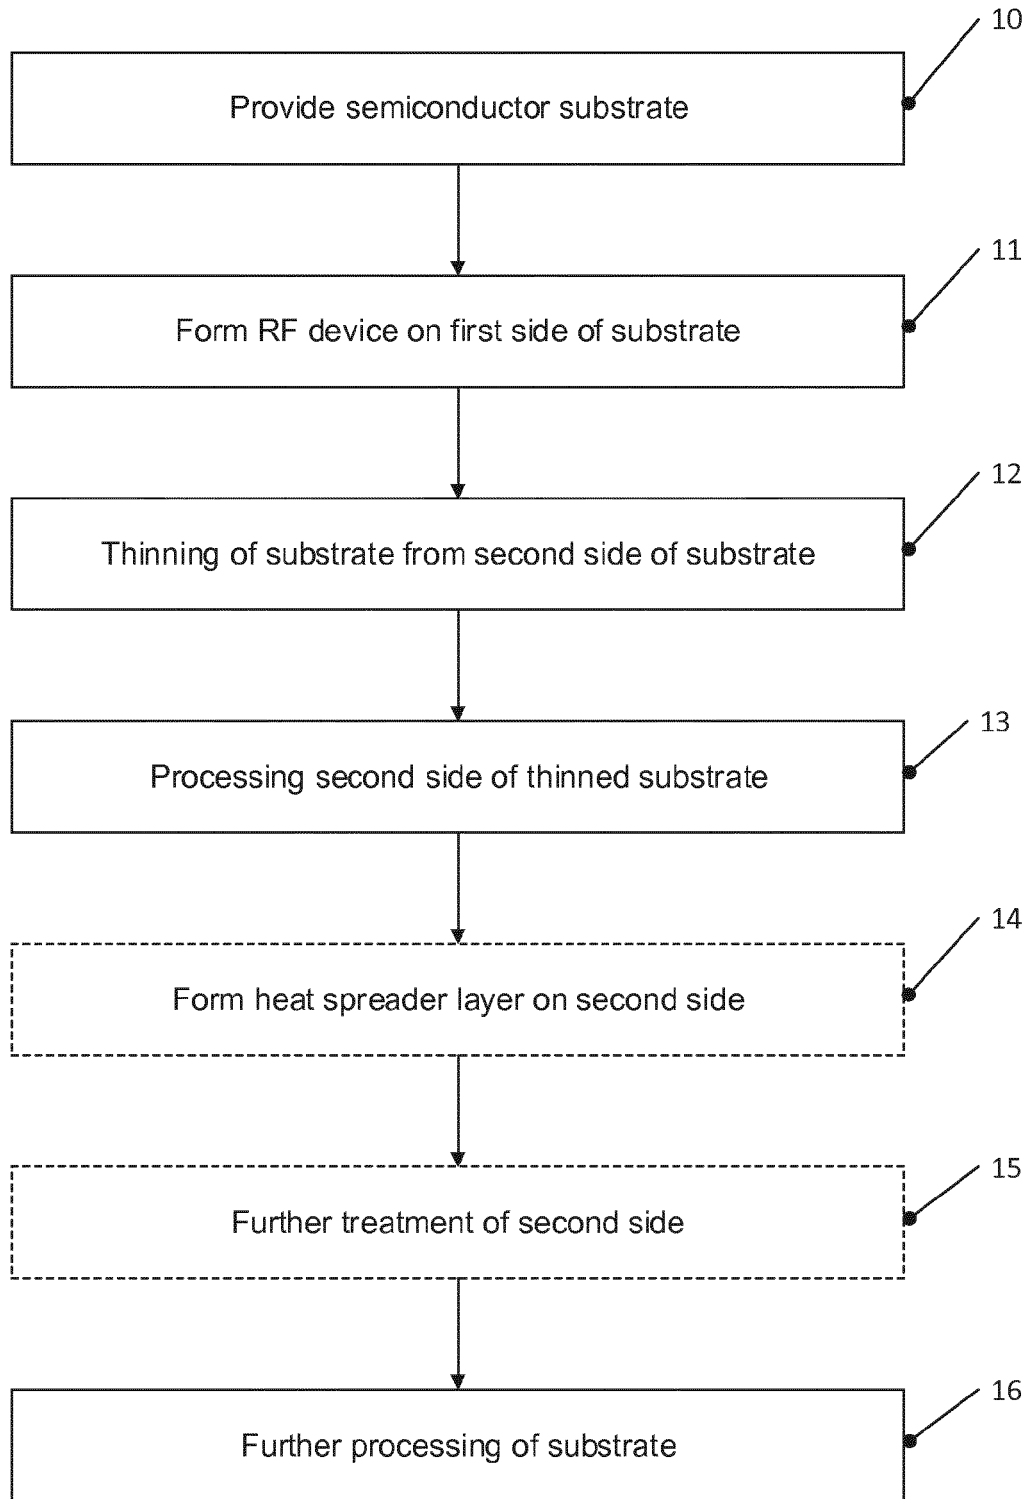 10
Provide semiconductor substrate
11
Form RF device on first side of substrate
12
Thinning of substrate from second side of substrate
13
Processing second side of thinned substrate
14
Form heat spreader layer on second side
15
Further treatment of second side
16
Further processing of substrate